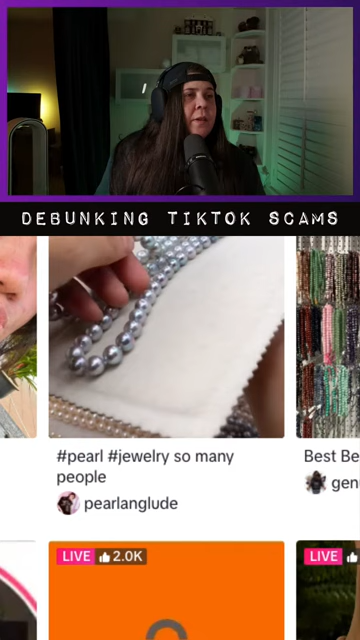 DEBUNKING TIKTOK SCAMS
#pearl #jewelry so many
people
pearlanglude
Best Be
gen
LIVE 2.0K
LIVE